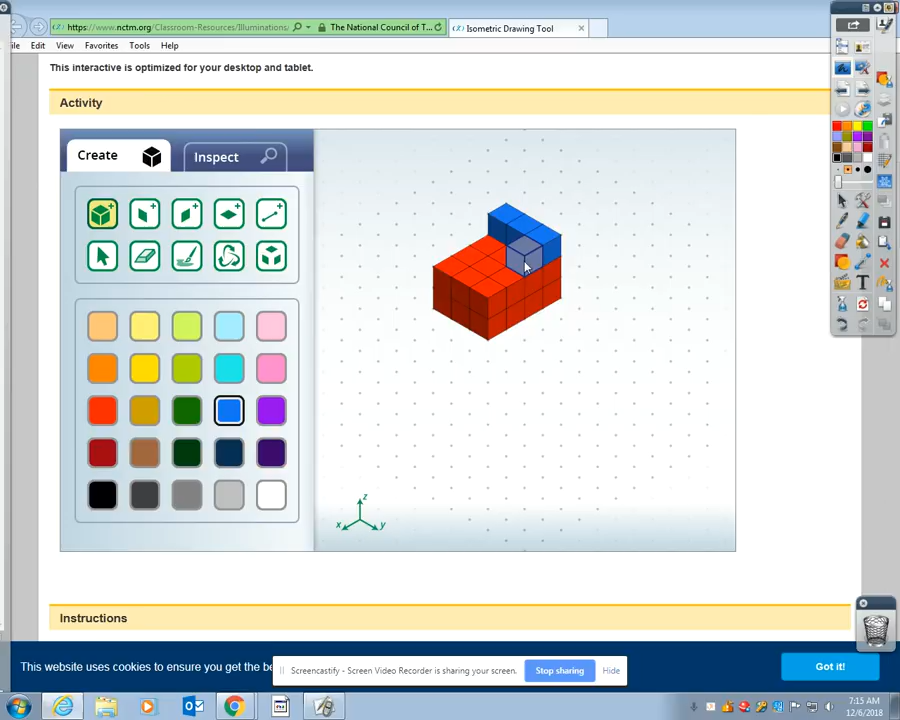 https://www.nctm.org/Classroom-Resources/Illuminations/
The National Council of T...
Isometric Drawing Tool
ile Edit View Favorites Tools Help
This interactive is optimized for your desktop and tablet.
Activity
Create
Inspect
z
x
y
Instructions
This website uses cookies to ensure you get the be
Screencastify - Screen Video Recorder is sharing your screen.
Stop sharing
Hide
Got it!
7:15 AM
12/6/2018